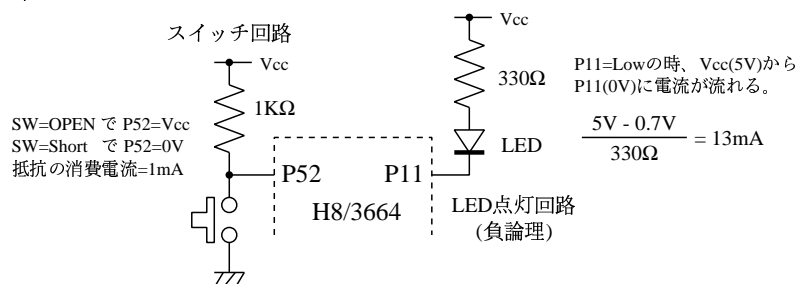 スイッチ回路
Vcc
1KΩ
SW=OPEN で P52=Vcc
SW=Short で P52=0V
抵抗の消費電流=1mA
P52
P11
H8/3664
Vcc
330Ω
LED
LED点灯回路
(負論理)
P11=Lowの時、Vcc(5V)から
P11(0V)に電流が流れる。
5V - 0.7V
330Ω
= 13mA